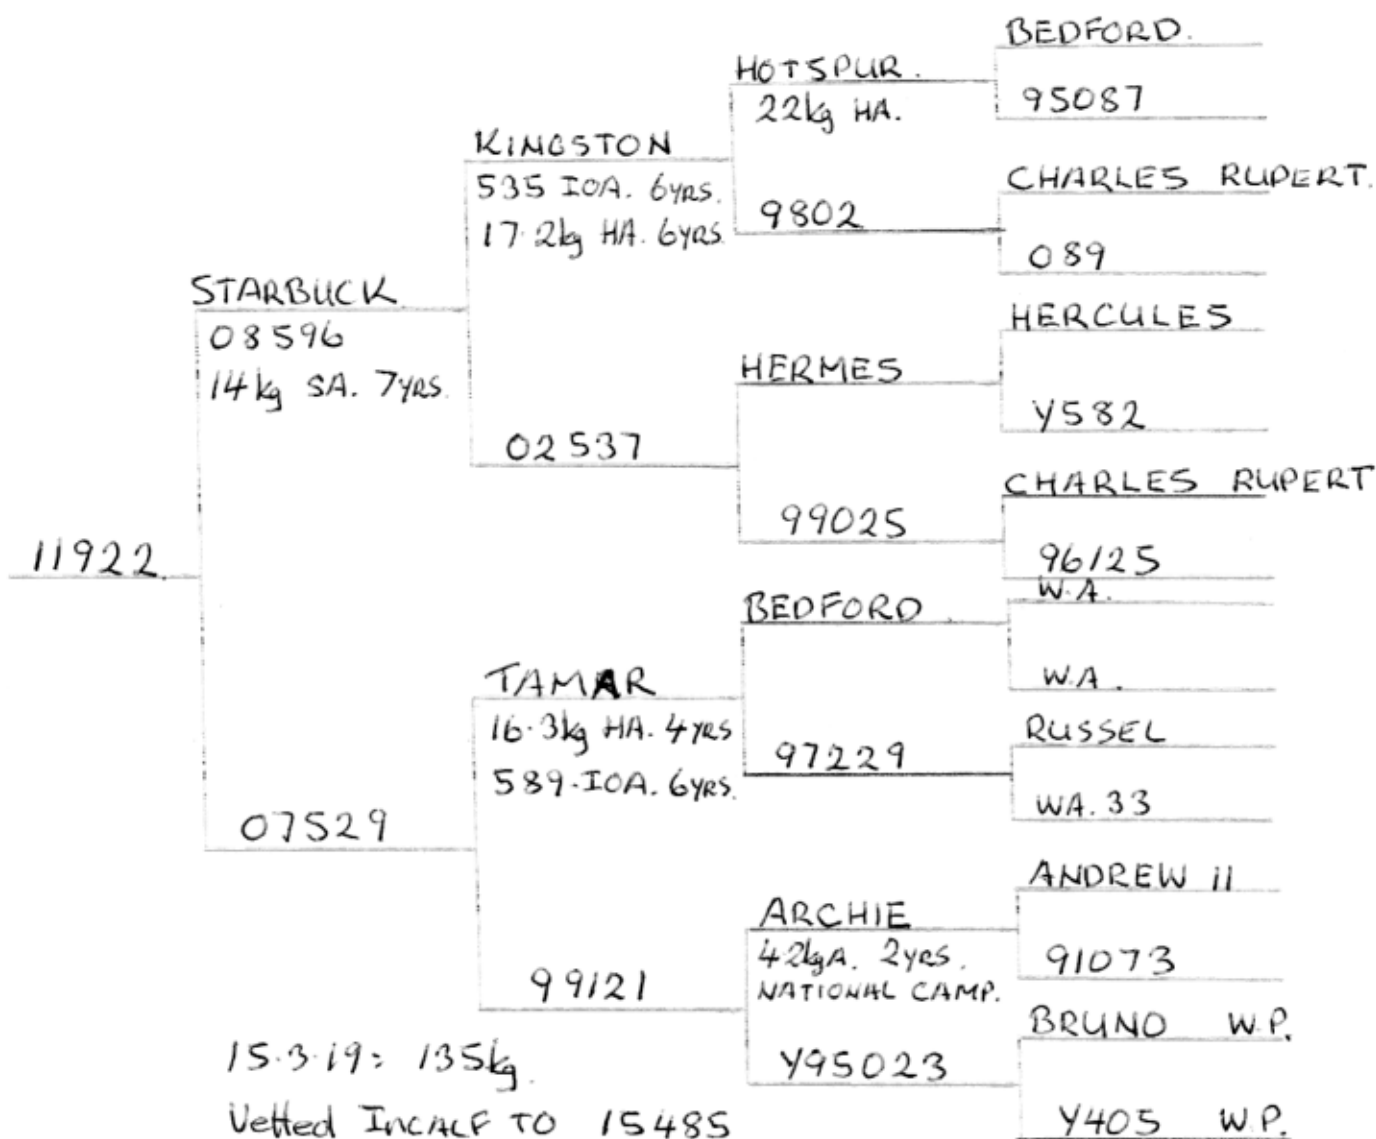 BEDFORD.
HOTSPUR.
22kg HA.
95087
KINGSTON
535 IOA. 6YRS.
17.2kg HA. 6YRS.
CHARLES RUPERT.
9802
089
STARBUCK
08596
14kg SA. 7YRS.
HERCULES
HERMES
Y582
02537
CHARLES RUPERT
99025
96125
11922.
W.A.
BEDFORD.
W.A.
TAMAR
16.3kg HA. 4YRS
589.IOA. 6YRS.
RUSSEL
97229
WA.33
07529
ANDREW II
ARCHIE
42kgA. 2YRS.
NATIONAL CAMP.
91073
99121
BRUNO W.P.
Y95023
Y405 W.P.
15.3.19: 135kg.
Vetted INCALF TO 15485